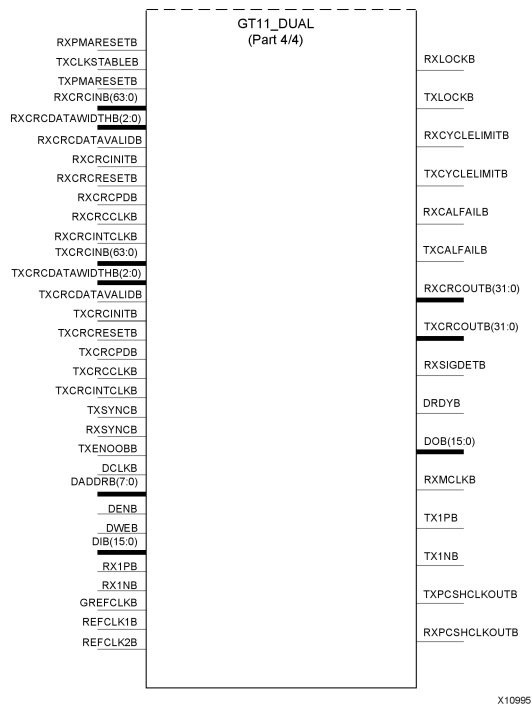 GT11_DUAL
(Part 4/4)
RXPMARESETB
TXCLKSTABLEB
TXPMARESETB
RXCRCINB(63:0)
RXCRCDATAWIDTHB(2:0)
RXCRCDATAVALIDB
RXCRCINITB
RXCRCRESETB
RXCRCPDB
RXCRCCLKB
RXCRCINTCLKB
TXCRCINB(63:0)
TXCRCDATAWIDTHB(2:0)
TXCRCDATAVALIDB
TXCRCINITB
TXCRCRESETB
TXCRCPDB
TXCRCCLKB
TXCRCINTCLKB
TXSYNCB
RXSYNCB
TXENOOBB
DCLKB
DADDRB(7:0)
DENB
DWEB
DIB(15:0)
RX1PB
RX1NB
GREFCLKB
REFCLK1B
REFCLK2B
RXLOCKB
TXLOCKB
RXCYCLELIMITB
TXCYCLELIMITB
RXCALFAILB
TXCALFAILB
RXCRCOUTB(31:0)
TXCRCOUTB(31:0)
RXSIGDETB
DRDYB
DOB(15:0)
RXMCLKB
TX1PB
TX1NB
TXPCSHCLKOUTB
RXPCSHCLKOUTB
X10995